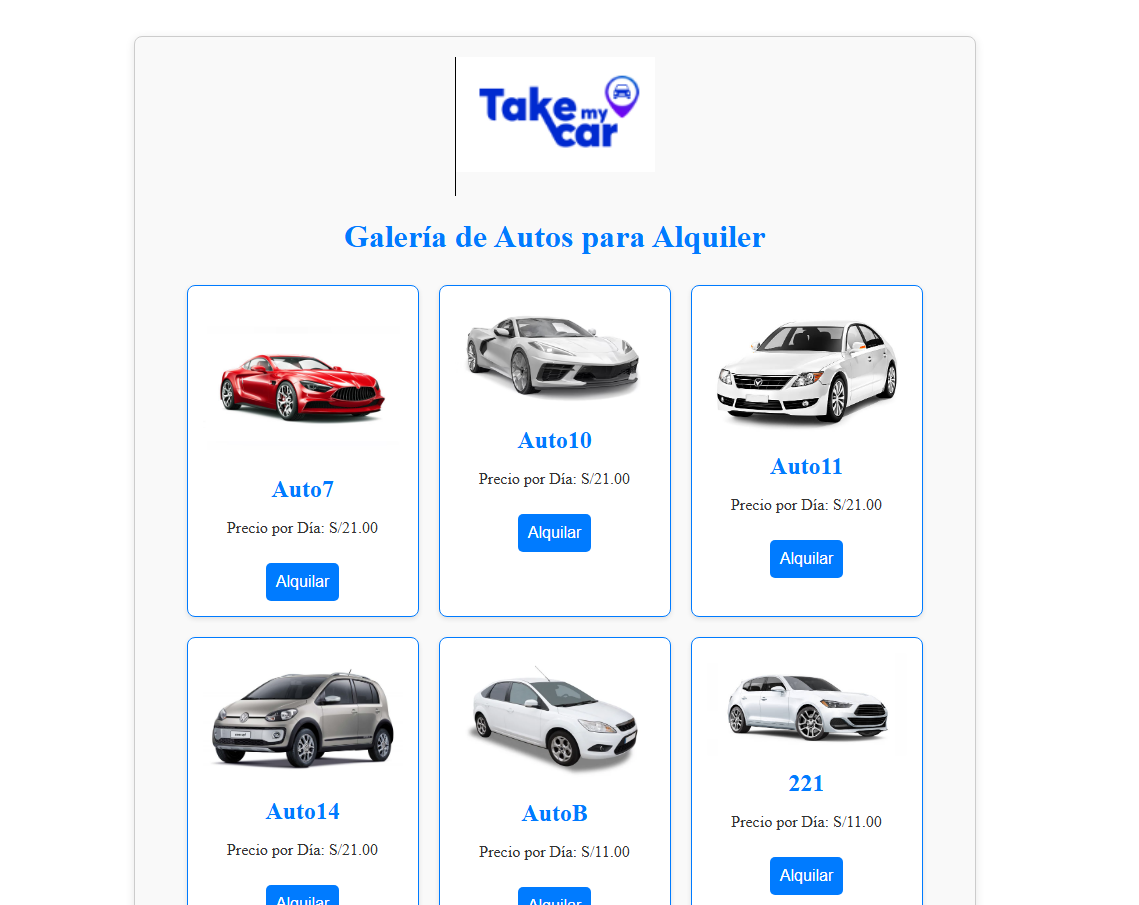 Take my car
Galería de Autos para Alquiler
Auto7
Precio por Día: S/21.00
Alquilar
Auto10
Precio por Día: S/21.00
Alquilar
Auto11
Precio por Día: S/21.00
Alquilar
Auto14
Precio por Día: S/21.00
Alquilar
AutoB
Precio por Día: S/11.00
Alquilar
221
Precio por Día: S/11.00
Alquilar